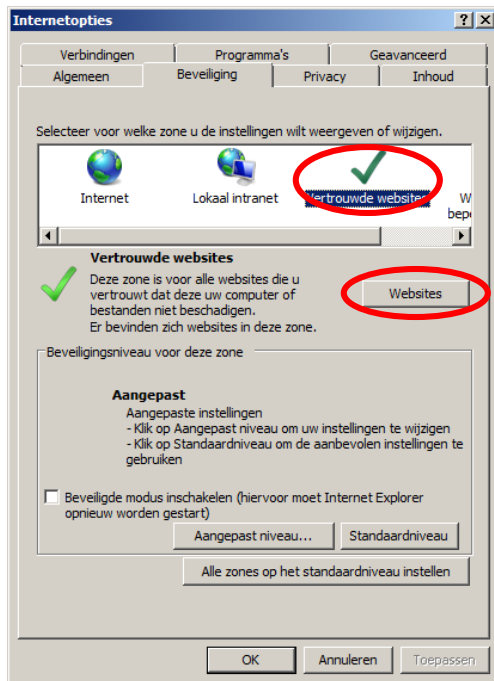 Internetopties
Verbindingen Programma's Geavanceerd
Algemeen Beveiliging Privacy Inhoud
Selecteer voor welke zone u de instellingen wilt weergeven of wijzigen.
Internet Lokaal intranet Vertrouwde websites W
bepe
Vertrouwde websites
Deze zone is voor alle websites die u
vertrouwt dat deze uw computer of
bestanden niet beschadigen.
Er bevinden zich websites in deze zone.
Websites
Beveiligingsniveau voor deze zone
Aangepast
Aangepaste instellingen
- Klik op Aangepast niveau om uw instellingen te wijzigen
- Klik op Standaardniveau om de aanbevolen instellingen te
gebruiken
Beveiligde modus inschakelen (hiervoor moet Internet Explorer
opnieuw worden gestart)
Aangepast niveau... Standaardniveau
Alle zones op het standaardniveau instellen
OK Annuleren Toepassen